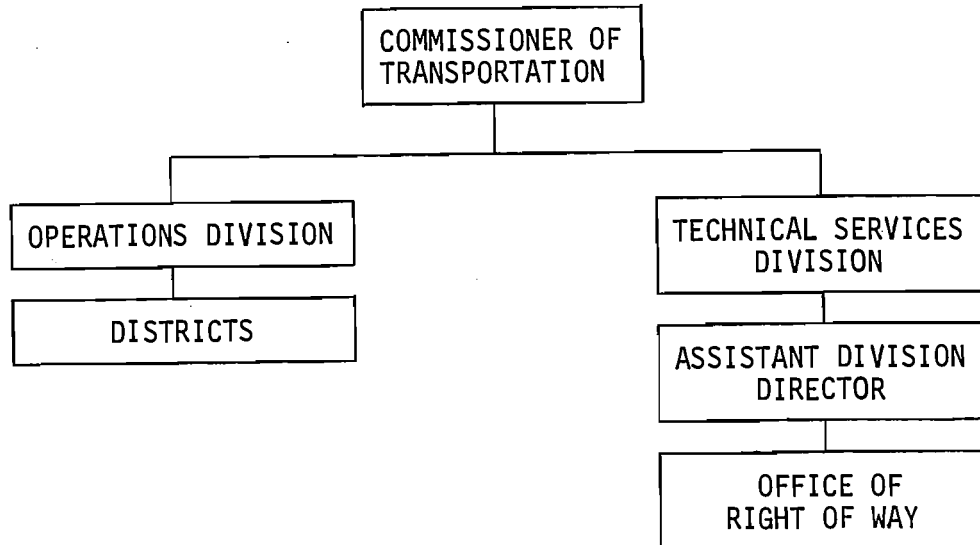 COMMISSIONER OF
TRANSPORTATION
OPERATIONS DIVISION
DISTRICTS
TECHNICAL SERVICES
DIVISION
ASSISTANT DIVISION
DIRECTOR
OFFICE OF
RIGHT OF WAY